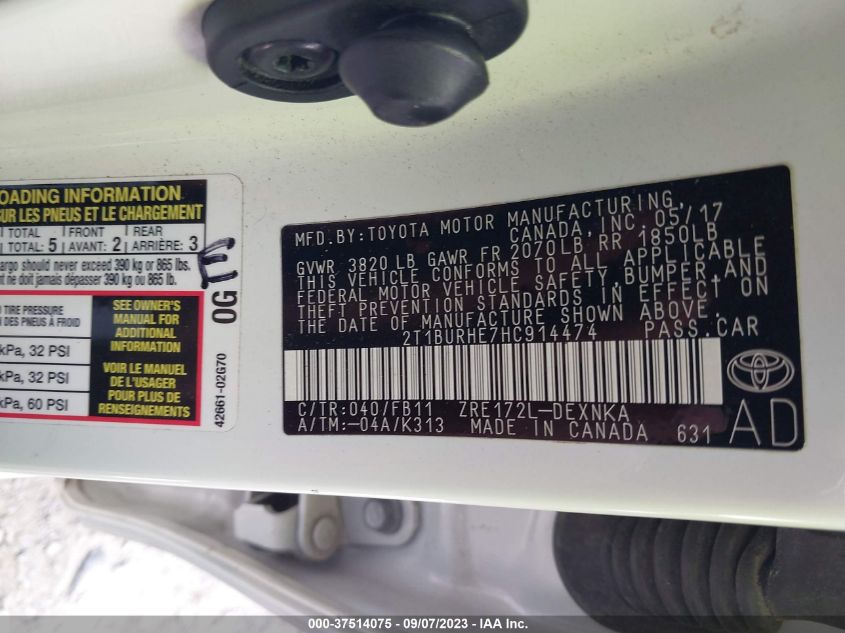 OADING INFORMATION
SUR LES PNEUS ET LE CHARGEMENT
TOTAL FRONT REAR
TOTAL: 5 AVANT: 2 ARRIÈRE: 3
argo should never exceed 390 kg or 865 lbs.
nt ne doit jamais dépasser 390 kg ou 865 lb.
E
OG
42661-02G70
TIRE PRESSURE
N DES PNEUS À FROID
kPa, 32 PSI
kPa, 32 PSI
kPa, 60 PSI
SEE OWNER'S
MANUAL FOR
ADDITIONAL
INFORMATION
VOIR LE MANUEL
DE L'USAGER
POUR PLUS DE
RENSEIGNEMENTS
MFD.BY:TOYOTA MOTOR MANUFACTURING,
CANADA, INC. 05/17
GVWR 3820 LB GAWR FR 2070LB RR 1850LB
THIS VEHICLE CONFORMS TO ALL APPLICABLE
FEDERAL MOTOR VEHICLE SAFETY, BUMPER, AND
THEFT PREVENTION STANDARDS IN EFFECT ON
THE DATE OF MANUFACTURE SHOWN ABOVE.
2T1BURHE7HC914474 PASS.CAR
C/TR:040/FB11 ZRE172L-DEXNKA
A/TM:-04A/K313 MADE IN CANADA 631
AD
000-37514075 - 09/07/2023 - IAA Inc.